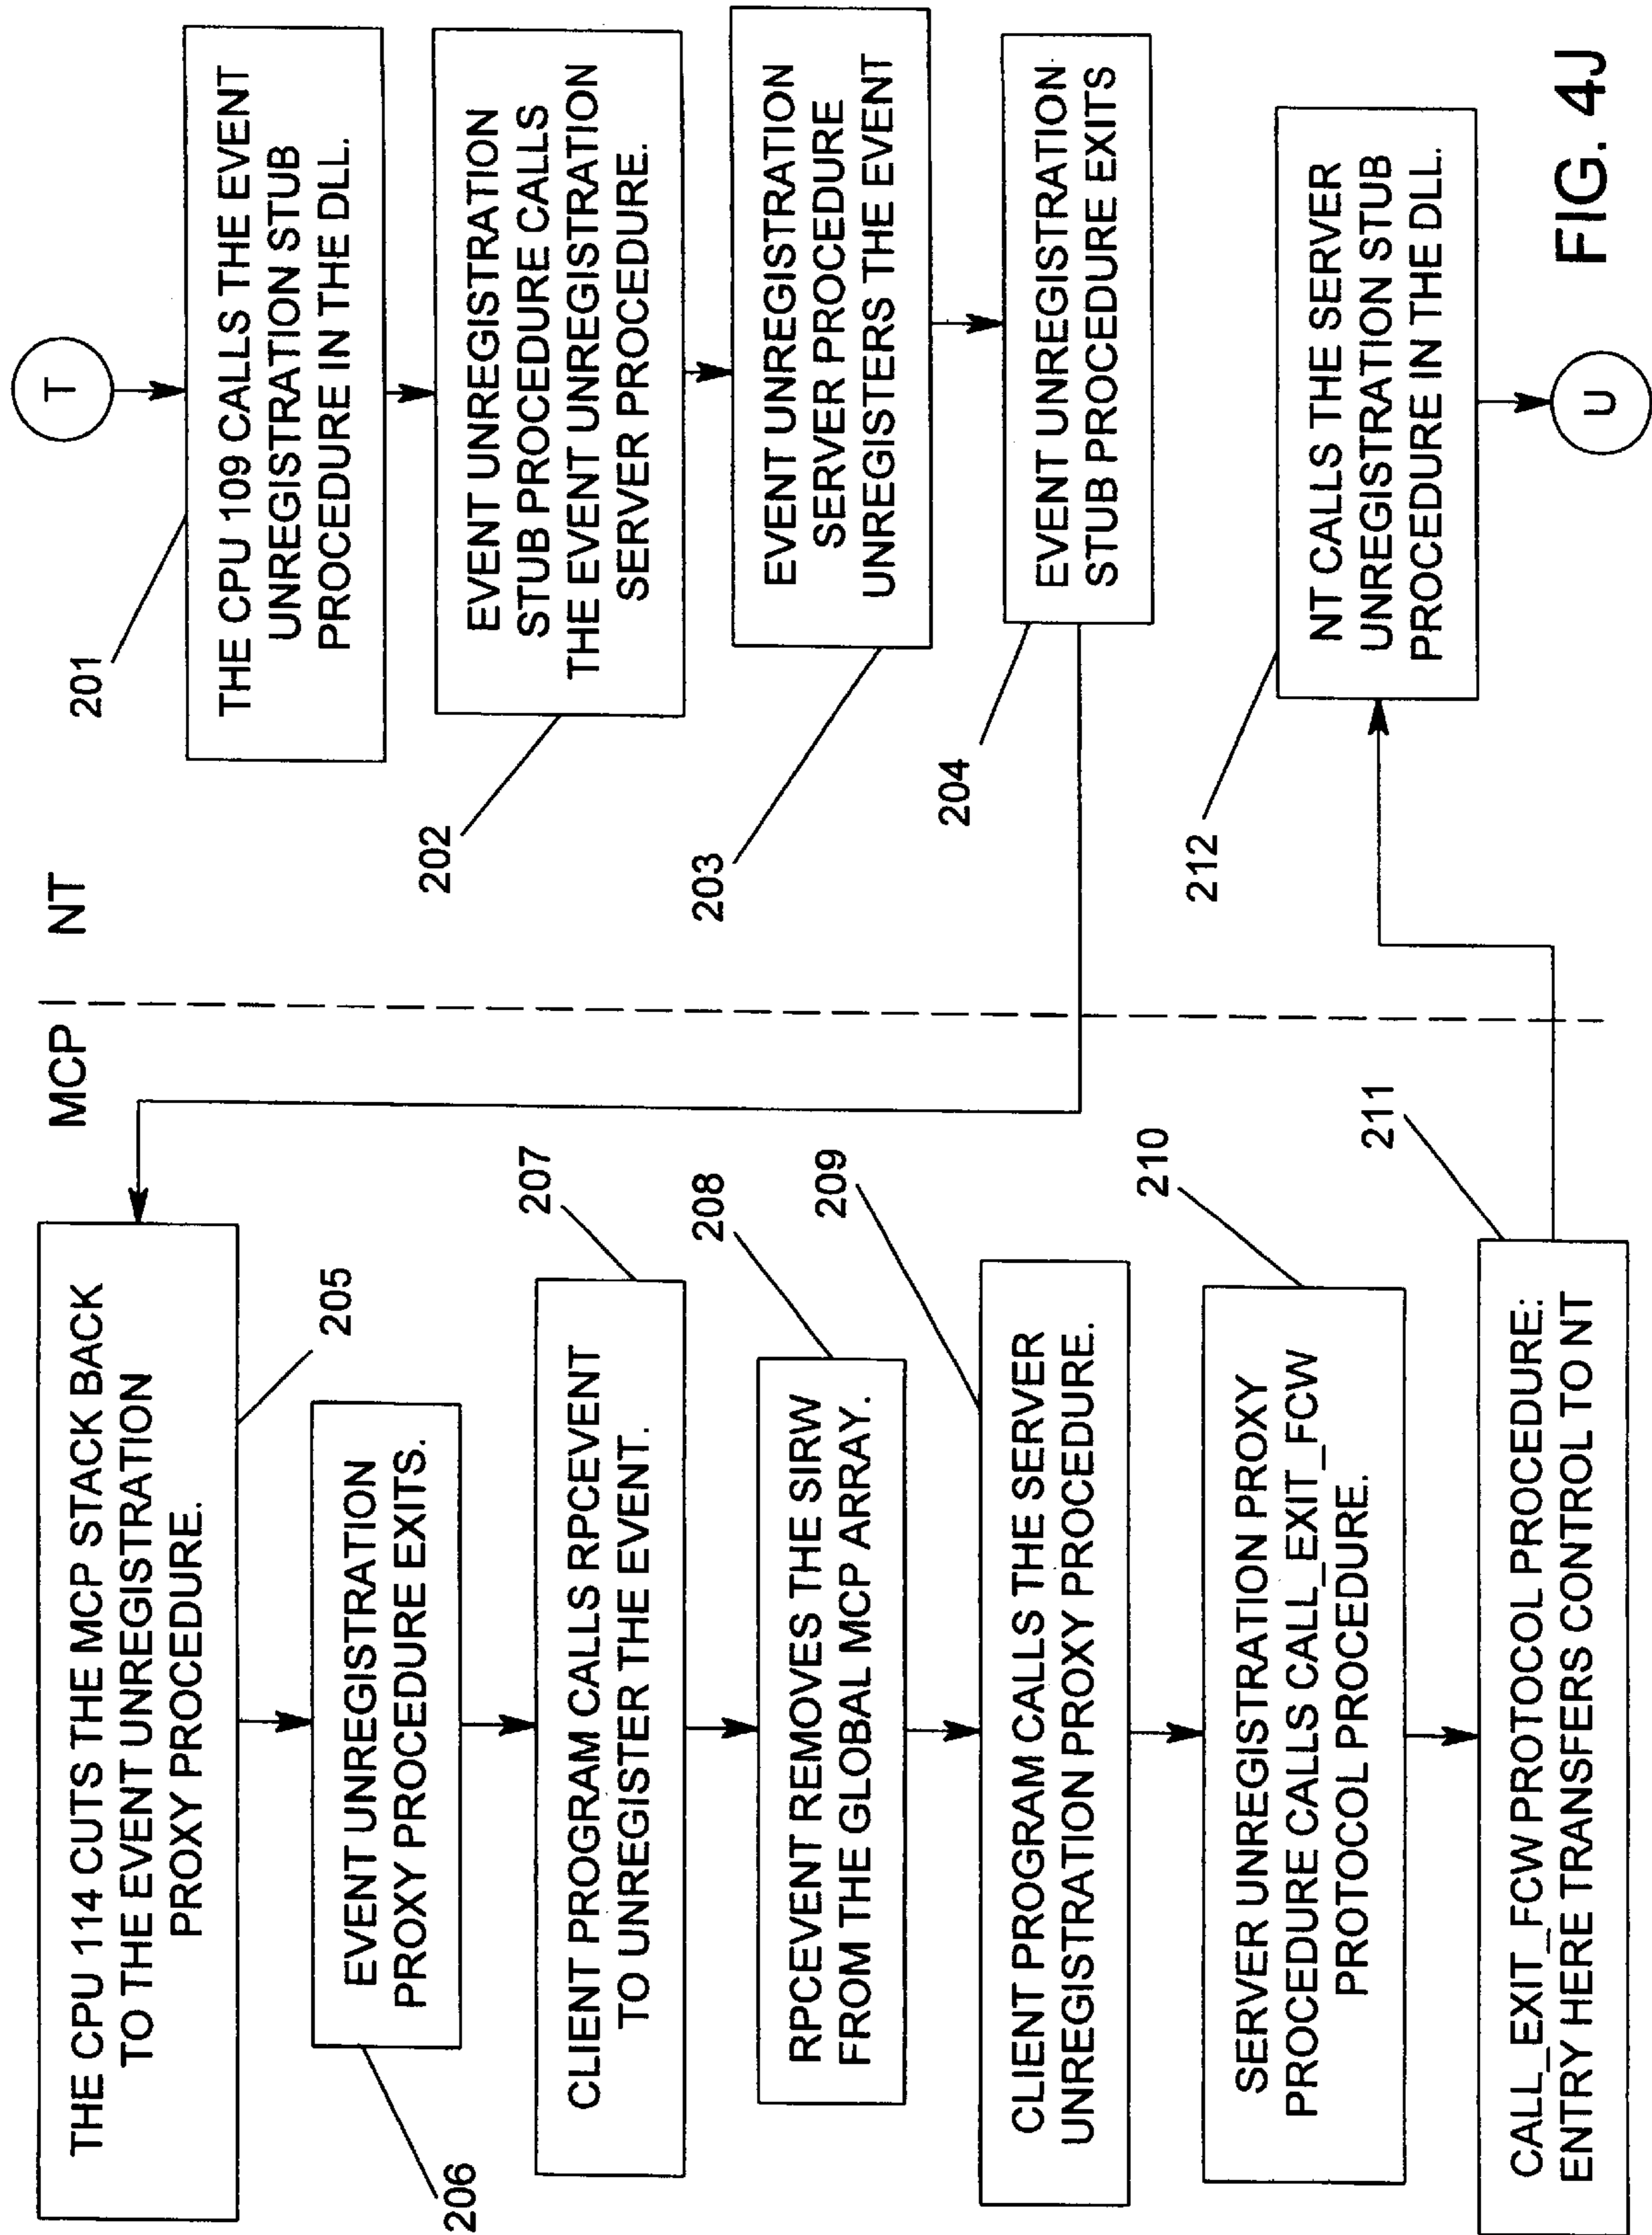 MCP
NT
T
201
THE CPU 109 CALLS THE EVENT
UNREGISTRATION STUB
PROCEDURE IN THE DLL.
202
EVENT UNREGISTRATION
STUB PROCEDURE CALLS
THE EVENT UNREGISTRATION
SERVER PROCEDURE.
203
EVENT UNREGISTRATION
SERVER PROCEDURE
UNREGISTERS THE EVENT
204
EVENT UNREGISTRATION
STUB PROCEDURE EXITS
THE CPU 114 CUTS THE MCP STACK BACK
TO THE EVENT UNREGISTRATION
PROXY PROCEDURE.
205
EVENT UNREGISTRATION
PROXY PROCEDURE EXITS.
206
CLIENT PROGRAM CALLS RPCEVENT
TO UNREGISTER THE EVENT.
207
RPCEVENT REMOVES THE SIRW
FROM THE GLOBAL MCP ARRAY.
208
CLIENT PROGRAM CALLS THE SERVER
UNREGISTRATION PROXY PROCEDURE.
209
SERVER UNREGISTRATION PROXY
PROCEDURE CALLS CALL_EXIT_FCW
PROTOCOL PROCEDURE.
210
CALL_EXIT_FCW PROTOCOL PROCEDURE:
ENTRY HERE TRANSFERS CONTROL TO NT
211
212
NT CALLS THE SERVER
UNREGISTRATION STUB
PROCEDURE IN THE DLL.
U
FIG. 4J